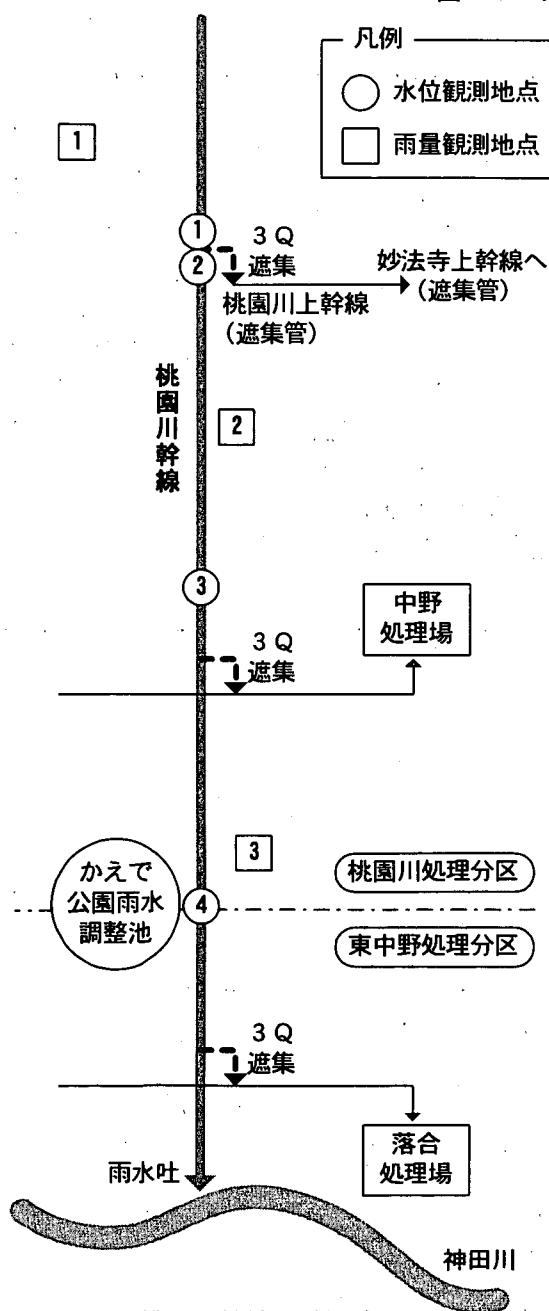 凡例
水位観測地点
雨量観測地点
1
1
3Q
遮集
2
妙法寺上幹線へ
(遮集管)
桃園川上幹線
(遮集管)
桃園川幹線
2
3
中野
処理場
3Q
遮集
3
かえで
公園雨水
調整池
4
桃園川処理分区
東中野処理分区
3Q
遮集
雨水吐
落合
処理場
神田川